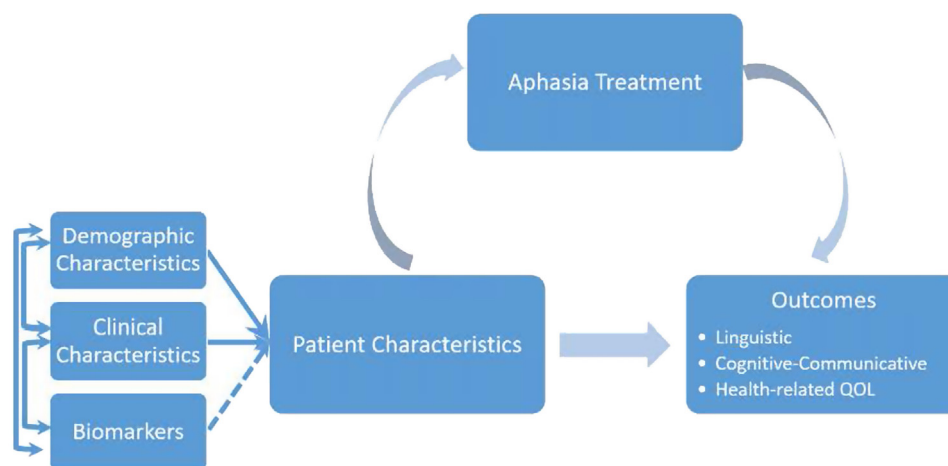 Aphasia Treatment
Demographic
Characteristics
Clinical
Characteristics
Biomarkers
Patient Characteristics
Outcomes
• Linguistic
• Cognitive-Communicative
• Health-related QOL